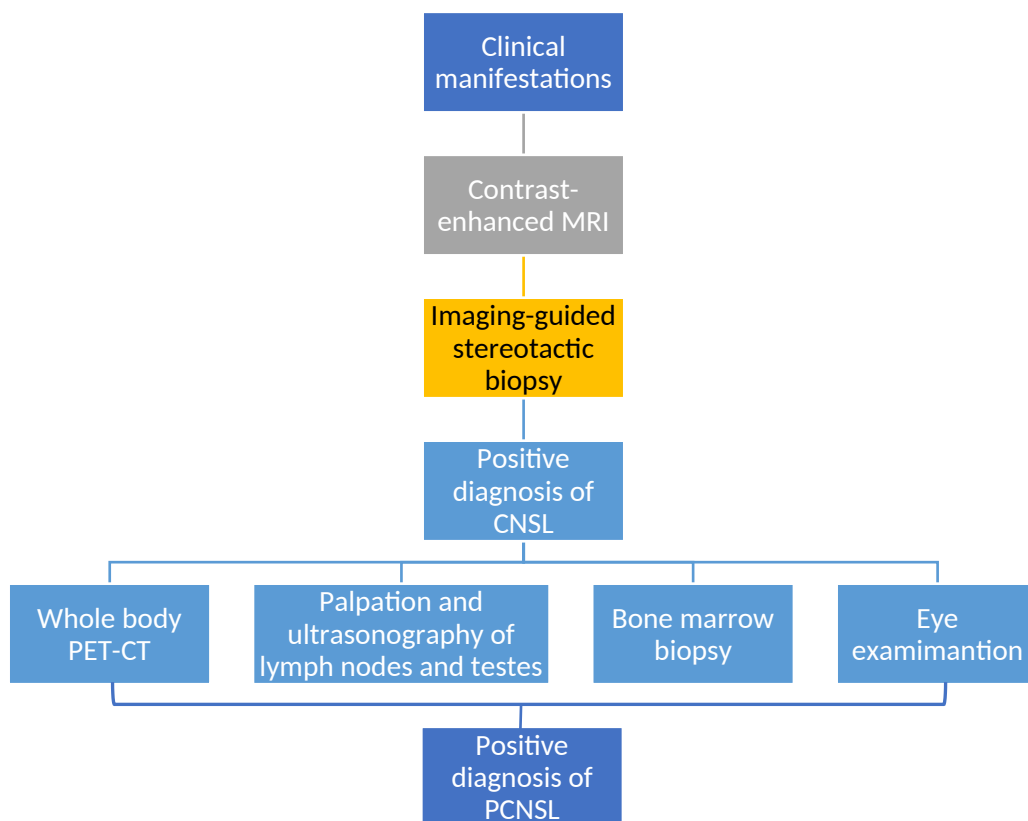 Clinical
manifestations
Contrast-
enhanced MRI
Imaging-guided
stereotactic
biopsy
Positive
diagnosis of
CNSL
Whole body
PET-CT
Palpation and
ultrasonography of
lymph nodes and testes
Bone marrow
biopsy
Eye
examimantion
Positive
diagnosis of
PCNSL